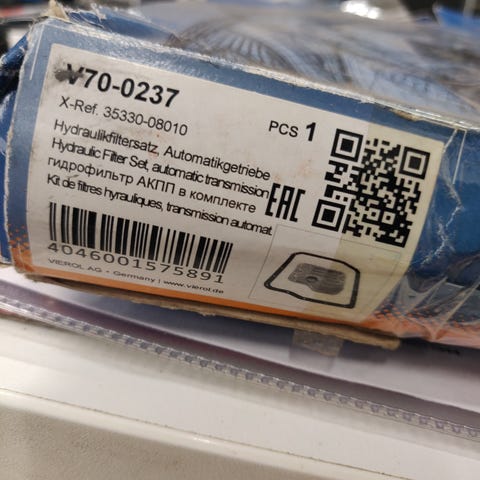 V70-0237
X-Ref. 35330-08010
PCS 1
Hydraulikfiltersatz, Automatikgetriebe
Hydraulic Filter Set, automatic transmission
гидрофильтр АКПП в комплекте
Kit de filtres hyrauliques, transmission automat
EAC
4046001575891
VIEROL AG - Germany | www.vierol.de